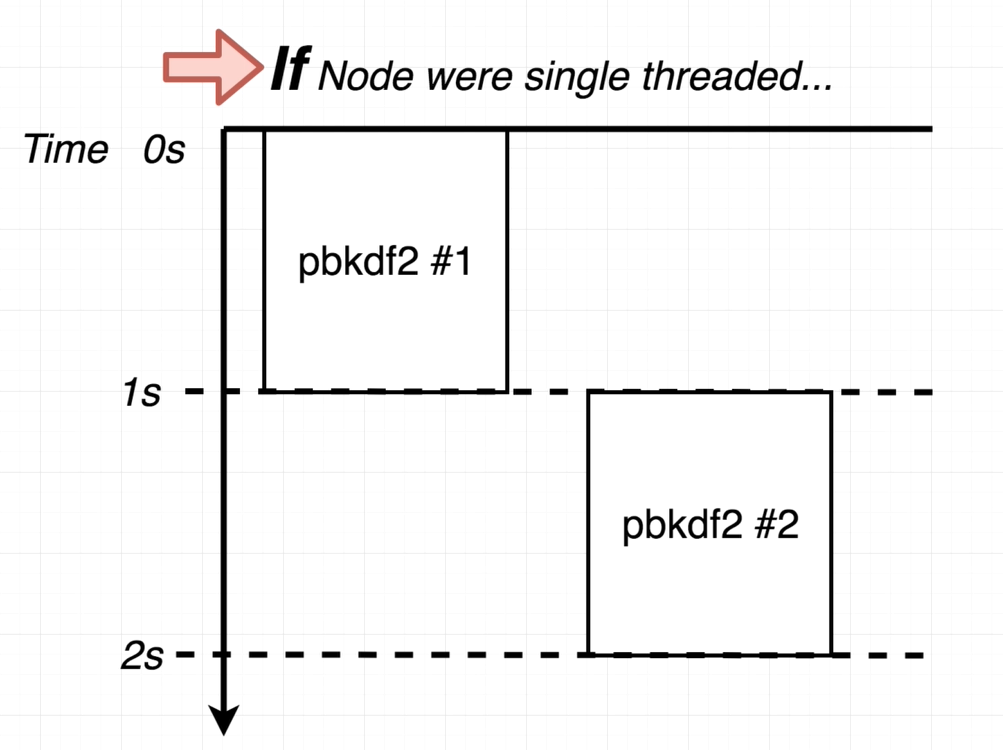 If Node were single threaded...
Time 0s
pbkdf2 #1
1s
pbkdf2 #2
2s